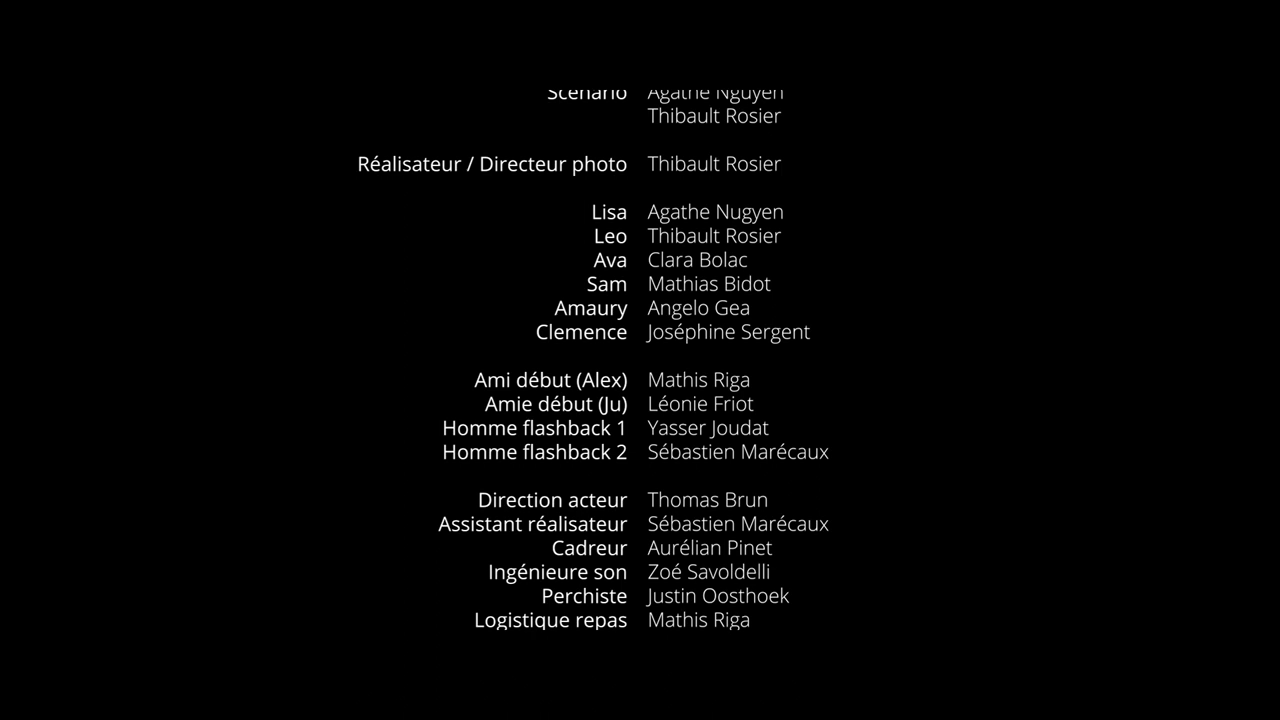 Scénario Agathe Nguyen
Thibault Rosier
Réalisateur / Directeur photo Thibault Rosier
Lisa Agathe Nugyen
Leo Thibault Rosier
Ava Clara Bolac
Sam Mathias Bidot
Amaury Angelo Gea
Clemence Joséphine Sergent
Ami début (Alex) Mathis Riga
Amie début (Ju) Léonie Friot
Homme flashback 1 Yasser Joudat
Homme flashback 2 Sébastien Marécaux
Direction acteur Thomas Brun
Assistant réalisateur Sébastien Marécaux
Cadreur Aurélian Pinet
Ingénieure son Zoé Savoldelli
Perchiste Justin Oosthoek
Logistique repas Mathis Riga